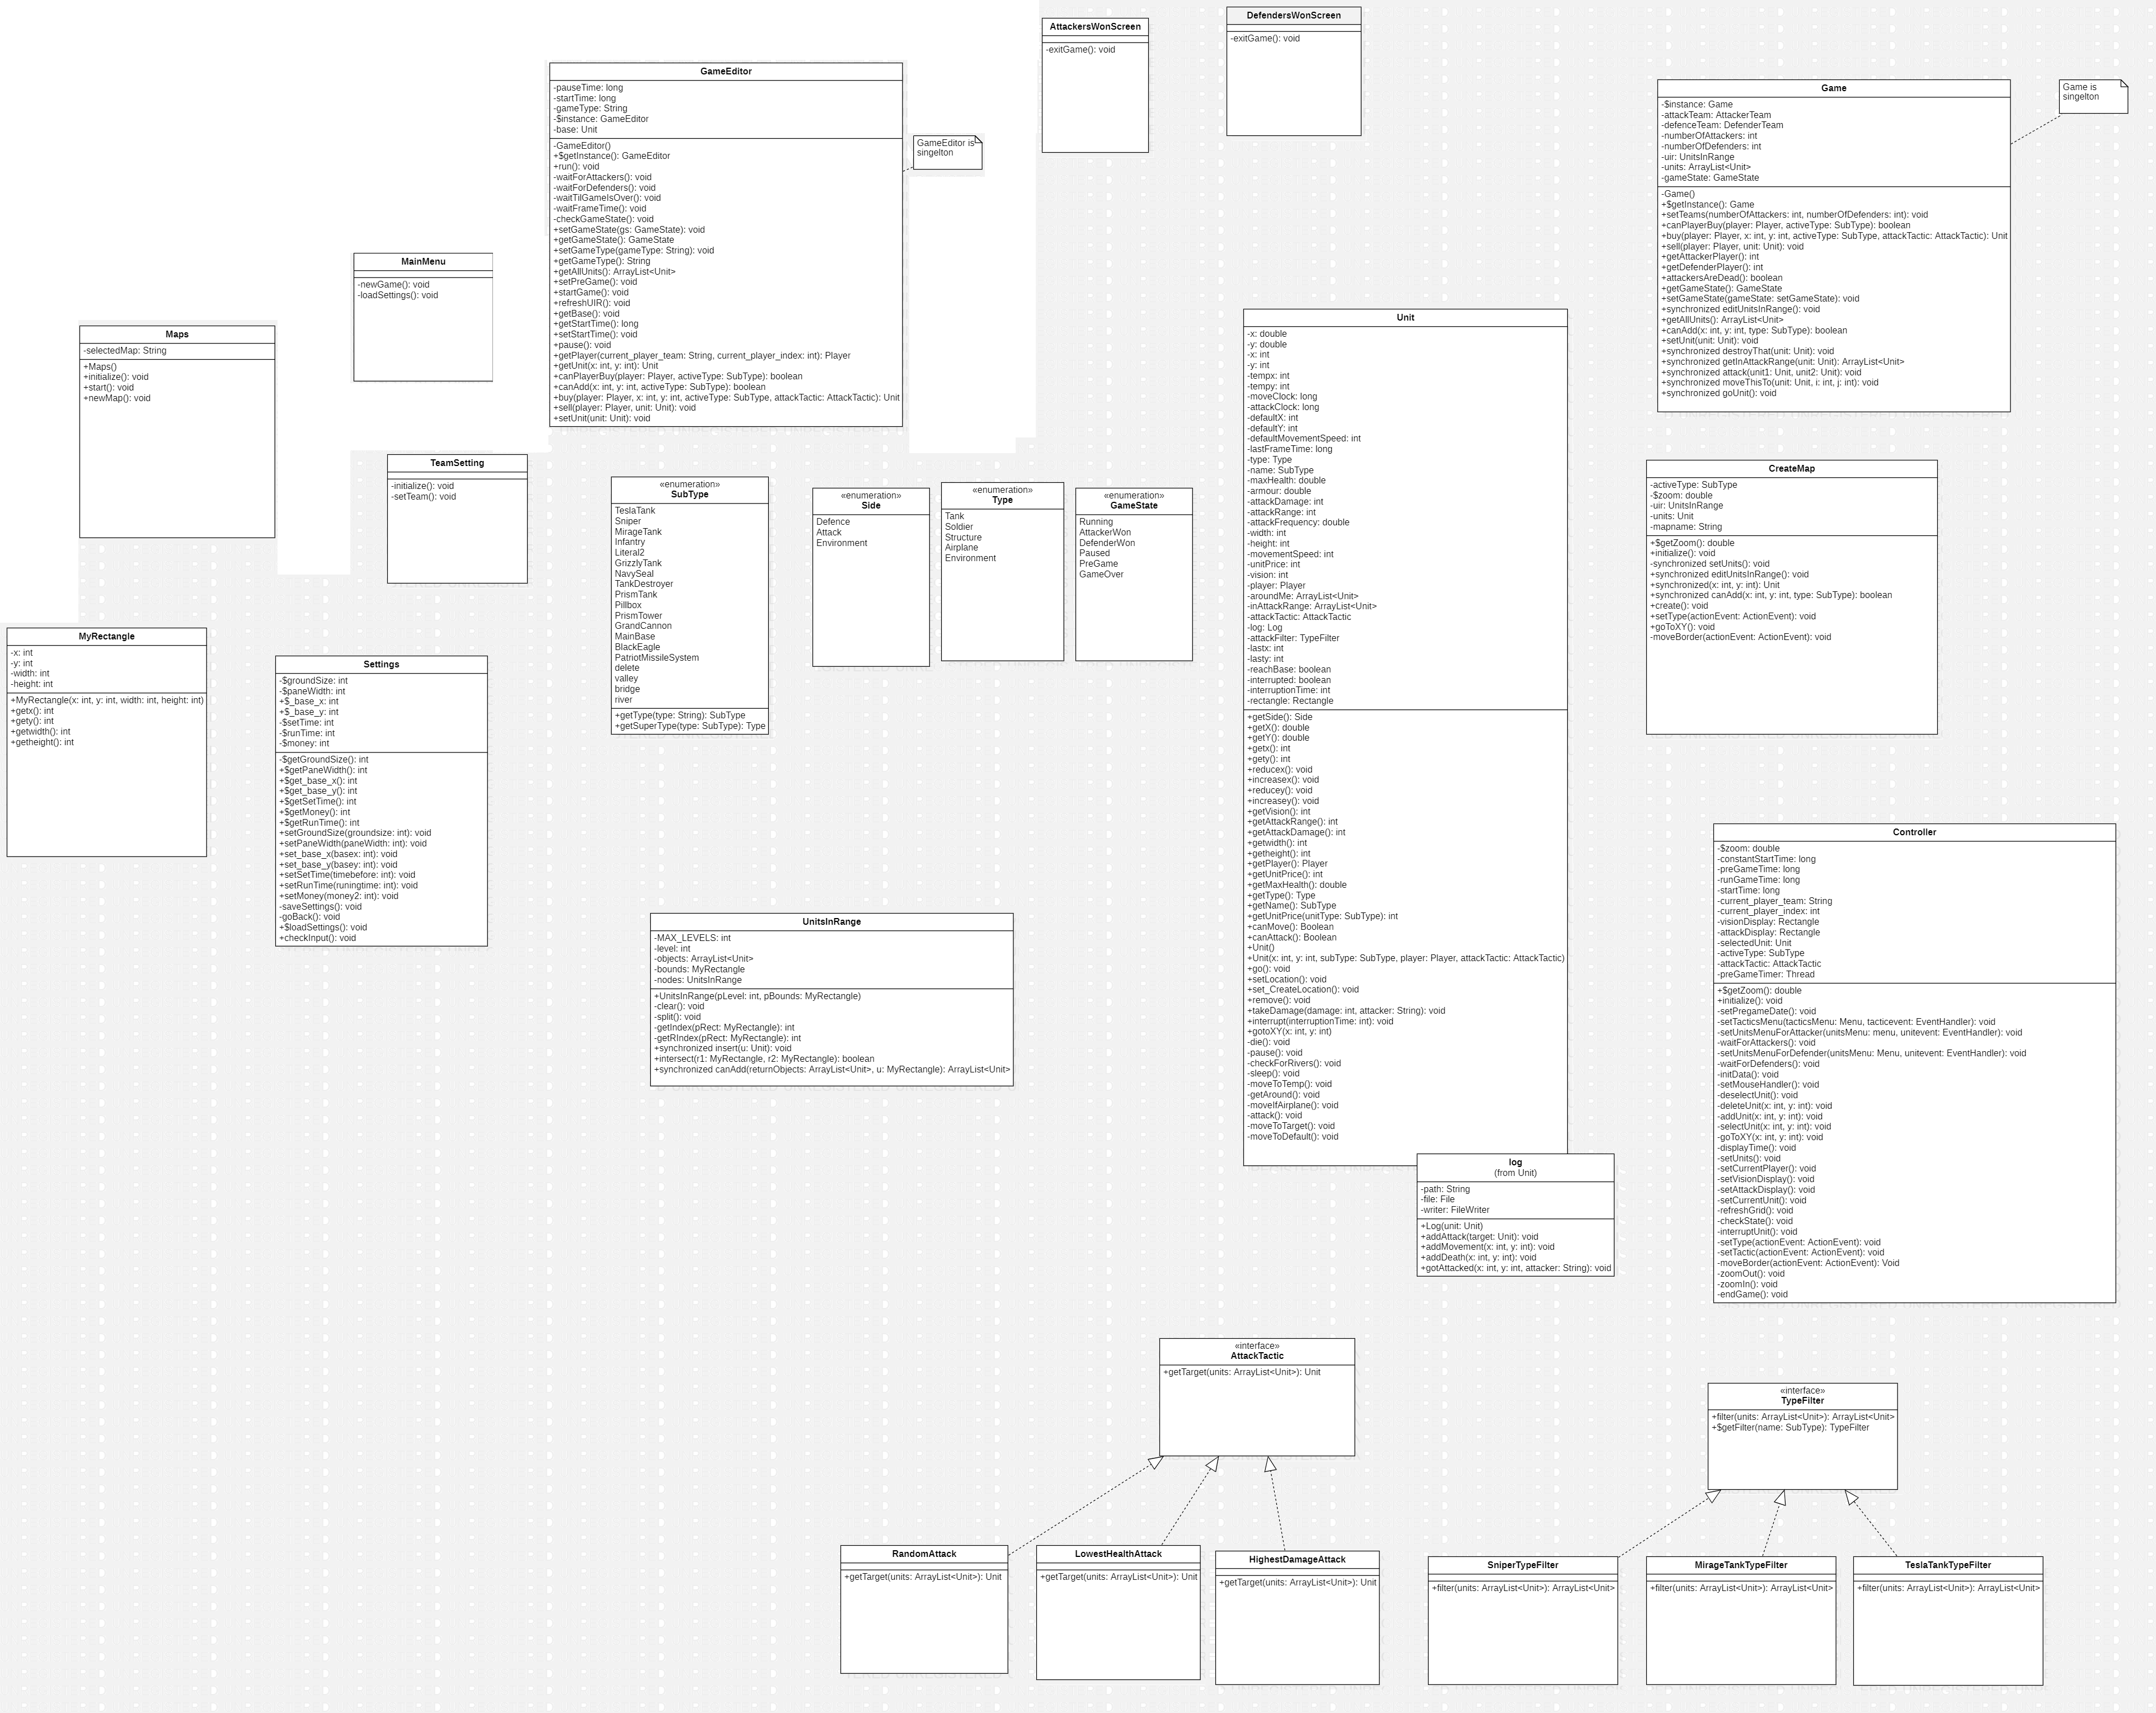 AttackersWonScreen
-exitGame(): void
DefendersWonScreen
-exitGame(): void
GameEditor
-pauseTime: long
-startTime: long
-gameType: String
-$instance: GameEditor
-base: Unit
-GameEditor()
+$getInstance(): GameEditor
+run(): void
-waitForAttackers(): void
-waitForDefenders(): void
-waitTilGameIsOver(): void
-waitFrameTime(): void
-checkGameState(): void
+setGameState(gs: GameState): void
+getGameState(): GameState
+setGameType(gameType: String): void
+getGameType(): String
+getAllUnits(): ArrayList<Unit>
+setPreGame(): void
+startGame(): void
+refreshUIR(): void
+getBase(): void
+getStartTime(): long
+setStartTime(): void
+pause(): void
+getPlayer(current_player_team: String, current_player_index: int): Player
+getUnit(x: int, y: int): Unit
+canPlayerBuy(player: Player, activeType: SubType): boolean
+canAdd(x: int, y: int, activeType: SubType): boolean
+buy(player: Player, x: int, y: int, activeType: SubType, attackTactic: AttackTactic): Unit
+sell(player: Player, unit: Unit): void
+setUnit(unit: Unit): void
GameEditor is
singelton
Game
-$instance: Game
-attackTeam: AttackerTeam
-defenceTeam: DefenderTeam
-numberOfAttackers: int
-numberOfDefenders: int
-uir: UnitsInRange
-units: ArrayList<Unit>
-gameState: GameState
-Game()
+$getInstance(): Game
+setTeams(numberOfAttackers: int, numberOfDefenders: int): void
+canPlayerBuy(player: Player, activeType: SubType): boolean
+buy(player: Player, x: int, y: int, activeType: SubType, attackTactic: AttackTactic): Unit
+sell(player: Player, unit: Unit): void
+getAttackerPlayer(): int
+getDefenderPlayer(): int
+attackersAreDead(): boolean
+getGameState(): GameState
+setGameState(gameState: setGameState): void
+synchronized editUnitsInRange(): void
+getAllUnits(): ArrayList<Unit>
+canAdd(x: int, y: int, type: SubType): boolean
+setUnit(unit: Unit): void
+synchronized destroyThat(unit: Unit): void
+synchronized getInAttackRange(unit: Unit): ArrayList<Unit>
+synchronized attack(unit1: Unit, unit2: Unit): void
+synchronized moveThisTo(unit: Unit, i: int, j: int): void
+synchronized goUnit(): void
Game is
singelton
MainMenu
-newGame(): void
-loadSettings(): void
Maps
-selectedMap: String
+Maps()
+initialize(): void
+start(): void
+newMap(): void
TeamSetting
-initialize(): void
-setTeam(): void
«enumeration»
SubType
TeslaTank
Sniper
MirageTank
Infantry
Literal2
GrizzlyTank
NavySeal
TankDestroyer
PrismTank
Pillbox
PrismTower
GrandCannon
MainBase
BlackEagle
PatriotMissileSystem
delete
valley
bridge
river
+getType(type: String): SubType
+getSuperType(type: SubType): Type
«enumeration»
Side
Defence
Attack
Environment
«enumeration»
Type
Tank
Soldier
Structure
Airplane
Environment
«enumeration»
GameState
Running
AttackerWon
DefenderWon
Paused
PreGame
GameOver
Unit
-x: double
-y: double
-x: int
-y: int
-tempx: int
-tempy: int
-moveClock: long
-attackClock: long
-defaultX: int
-defaultY: int
-defaultMovementSpeed: int
-lastFrameTime: long
-type: Type
-name: SubType
-maxHealth: double
-armour: double
-attackDamage: int
-attackRange: int
-attackFrequency: double
-width: int
-height: int
-movementSpeed: int
-unitPrice: int
-vision: int
-player: Player
-aroundMe: ArrayList<Unit>
-inAttackRange: ArrayList<Unit>
-attackTactic: AttackTactic
-log: Log
-attackFilter: TypeFilter
-lastx: int
-lasty: int
-reachBase: boolean
-interrupted: boolean
-interruptionTime: int
-rectangle: Rectangle
+getSide(): Side
+getX(): double
+getY(): double
+getx(): int
+gety(): int
+reducex(): void
+increasex(): void
+reducey(): void
+increasey(): void
+getVision(): int
+getAttackRange(): int
+getAttackDamage(): int
+getwidth(): int
+getheight(): int
+getPlayer(): Player
+getUnitPrice(): int
+getMaxHealth(): double
+getType(): Type
+getName(): SubType
+getUnitPrice(unitType: SubType): int
+canMove(): Boolean
+canAttack(): Boolean
+Unit()
+Unit(x: int, y: int, subType: SubType, player: Player, attackTactic: AttackTactic)
+go(): void
+setLocation(): void
+set_CreateLocation(): void
+remove(): void
+takeDamage(damage: int, attacker: String): void
+interrupt(interruptionTime: int): void
+gotoXY(x: int, y: int)
-die(): void
-pause(): void
-checkForRivers(): void
-sleep(): void
-moveToTemp(): void
-getAround(): void
-moveIfAirplane(): void
-attack(): void
-moveToTarget(): void
-moveToDefault(): void
log
(from Unit)
-path: String
-file: File
-writer: FileWriter
+Log(unit: Unit)
+addAttack(target: Unit): void
+addMovement(x: int, y: int): void
+addDeath(x: int, y: int): void
+gotAttacked(x: int, y: int, attacker: String): void
CreateMap
-activeType: SubType
-$zoom: double
-uir: UnitsInRange
-units: Unit
-mapname: String
+$getZoom(): double
+initialize(): void
-synchronized setUnits(): void
+synchronized editUnitsInRange(): void
+synchronized(x: int, y: int): Unit
+synchronized canAdd(x: int, y: int, type: SubType): boolean
+create(): void
+setType(actionEvent: ActionEvent): void
+goToXY(): void
-moveBorder(actionEvent: ActionEvent): void
MyRectangle
-x: int
-y: int
-width: int
-height: int
+MyRectangle(x: int, y: int, width: int, height: int)
+getx(): int
+gety(): int
+getwidth(): int
+getheight(): int
Settings
-$groundSize: int
-$paneWidth: int
+$_base_x: int
+$_base_y: int
-$setTime: int
-$runTime: int
-$money: int
-$getGroundSize(): int
+$getPaneWidth(): int
+$get_base_x(): int
+$get_base_y(): int
+$getSetTime(): int
+$getMoney(): int
+$getRunTime(): int
+setGroundSize(groundsize: int): void
+setPaneWidth(paneWidth: int): void
+set_base_x(basex: int): void
+set_base_y(basey: int): void
+setSetTime(timebefore: int): void
+setRunTime(runingtime: int): void
+setMoney(money2: int): void
-saveSettings(): void
-goBack(): void
+$loadSettings(): void
+checkInput(): void
UnitsInRange
-MAX_LEVELS: int
-level: int
-objects: ArrayList<Unit>
-bounds: MyRectangle
-nodes: UnitsInRange
+UnitsInRange(pLevel: int, pBounds: MyRectangle)
-clear(): void
-split(): void
-getIndex(pRect: MyRectangle): int
-getRIndex(pRect: MyRectangle): int
+synchronized insert(u: Unit): void
+intersect(r1: MyRectangle, r2: MyRectangle): boolean
+synchronized canAdd(returnObjects: ArrayList<Unit>, u: MyRectangle): ArrayList<Unit>
Controller
-$zoom: double
-constantStartTime: long
-preGameTime: long
-runGameTime: long
-startTime: long
-current_player_team: String
-current_player_index: int
-visionDisplay: Rectangle
-attackDisplay: Rectangle
-selectedUnit: Unit
-activeType: SubType
-attackTactic: AttackTactic
-preGameTimer: Thread
+$getZoom(): double
+initialize(): void
-setPregameDate(): void
-setTacticsMenu(tacticsMenu: Menu, tacticevent: EventHandler): void
-setUnitsMenuForAttacker(unitsMenu: menu, unitevent: EventHandler): void
-waitForAttackers(): void
-setUnitsMenuForDefender(unitsMenu: Menu, unitevent: EventHandler): void
-waitForDefenders(): void
-initData(): void
-setMouseHandler(): void
-deselectUnit(): void
-deleteUnit(x: int, y: int): void
-addUnit(x: int, y: int): void
-selectUnit(x: int, y: int): void
-goToXY(x: int, y: int): void
-displayTime(): void
-setUnits(): void
-setCurrentPlayer(): void
-setVisionDisplay(): void
-setAttackDisplay(): void
-setCurrentUnit(): void
-refreshGrid(): void
-checkState(): void
-interruptUnit(): void
-setType(actionEvent: ActionEvent): void
-setTactic(actionEvent: ActionEvent): void
-moveBorder(actionEvent: ActionEvent): Void
-zoomOut(): void
-zoomIn(): void
-endGame(): void
«interface»
AttackTactic
+getTarget(units: ArrayList<Unit>): Unit
«interface»
TypeFilter
+filter(units: ArrayList<Unit>): ArrayList<Unit>
+$getFilter(name: SubType): TypeFilter
RandomAttack
+getTarget(units: ArrayList<Unit>): Unit
LowestHealthAttack
+getTarget(units: ArrayList<Unit>): Unit
HighestDamageAttack
+getTarget(units: ArrayList<Unit>): Unit
SniperTypeFilter
+filter(units: ArrayList<Unit>): ArrayList<Unit>
MirageTankTypeFilter
+filter(units: ArrayList<Unit>): ArrayList<Unit>
TeslaTankTypeFilter
+filter(units: ArrayList<Unit>): ArrayList<Unit>